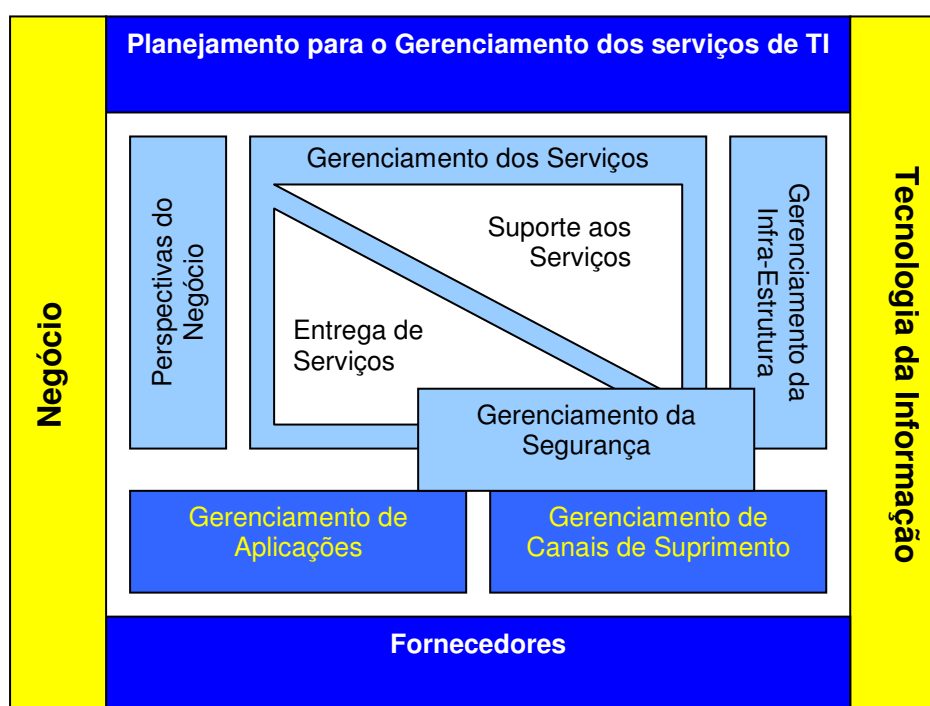 Planejamento para o Gerenciamento dos serviços de TI
Negócio
Perspectivas do
Negócio
Gerenciamento dos Serviços
Suporte aos
Serviços
Entrega de
Serviços
Gerenciamento da
Infra-Estrutura
Tecnologia da Informação
Gerenciamento da
Segurança
Gerenciamento de
Aplicações
Gerenciamento de
Canais de Suprimento
Fornecedores